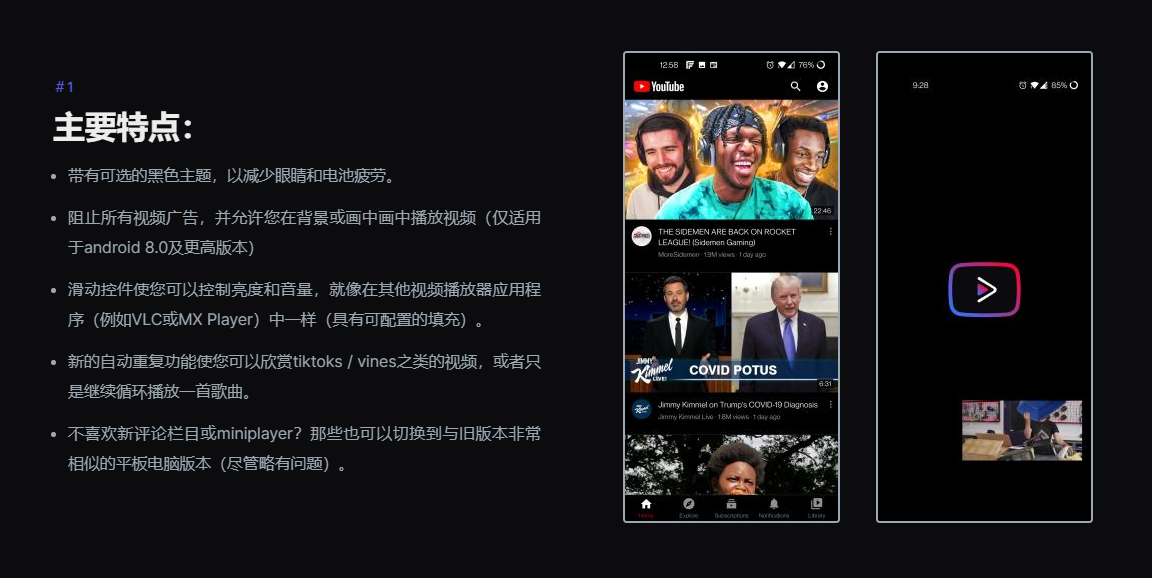 #1
主要特点：
带有可选的黑色主题，以减少眼睛和电池疲劳。
阻止所有视频广告，并允许您在背景或画中画中播放视频（仅适用
于android 8.0及更高版本）
滑动控件使您可以控制亮度和音量，就像在其他视频播放器应用程
序（例如VLC或MX Player）中一样（具有可配置的填充）。
新的自动重复功能使您可以欣赏tiktoks / vines之类的视频，或者只
是继续循环播放一首歌曲。
不喜欢新评论栏目或miniplayer？那些也可以切换到与旧版本非常
相似的平板电脑版本（尽管略有问题）。
12:58
76%
YouTube
22:46
THE SIDEMEN ARE BACK ON ROCKET
LEAGUE! (Sidemen Gaming)
MoreSidemen · 1.9M views · 1 day ago
JIMMY
Kimmel
LIVE!
COVID POTUS
6:31
Jimmy Kimmel on Trump's COVID-19 Diagnosis
Jimmy Kimmel Live · 1.8M views · 1 day ago
Home
Explore
Subscriptions
Notifications
Library
9:28
85%